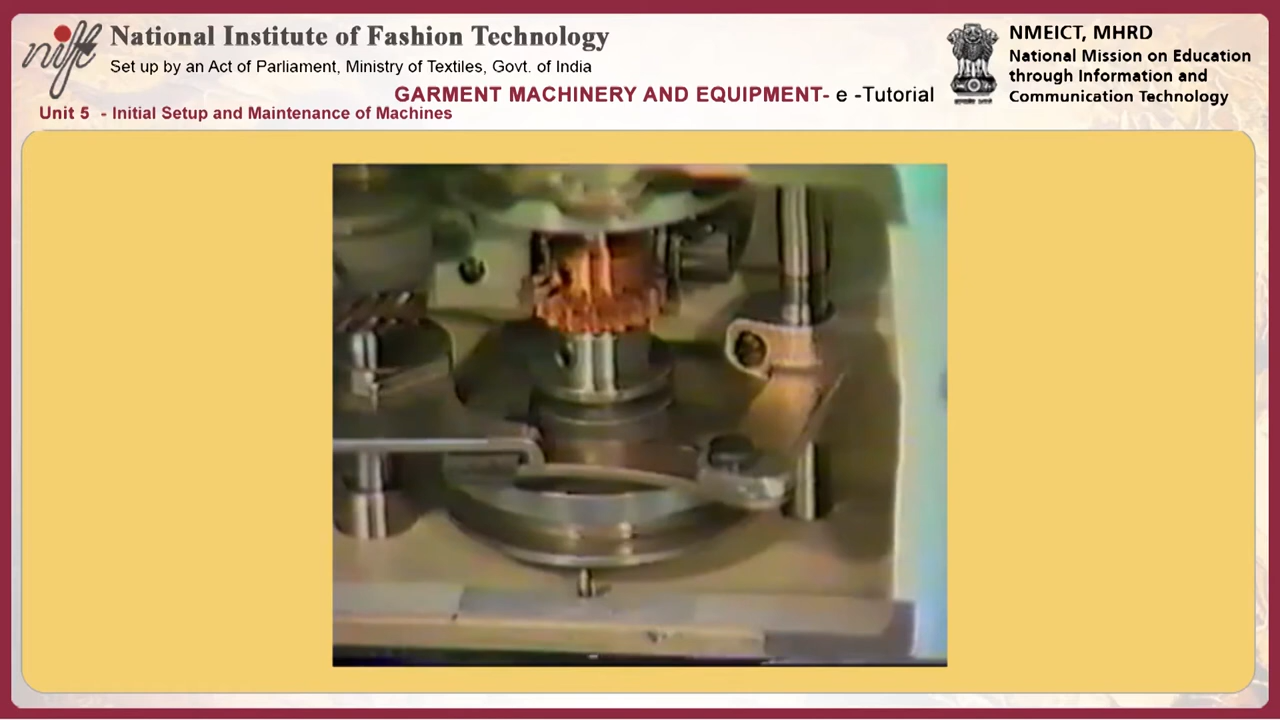 nift
National Institute of Fashion Technology
Set up by an Act of Parliament, Ministry of Textiles, Govt. of India
GARMENT MACHINERY AND EQUIPMENT- e -Tutorial
Unit 5 - Initial Setup and Maintenance of Machines
NMEICT, MHRD
National Mission on Education
through Information and
Communication Technology